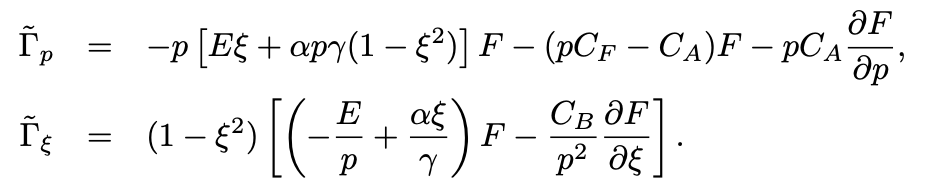 Γ̃_p = −p [Eξ + αpγ(1 − ξ²)] F − (pC_F − C_A)F − pC_A ∂F/∂p,
Γ̃_ξ = (1 − ξ²) [(−E/p + αξ/γ) F − C_B/p² ∂F/∂ξ].